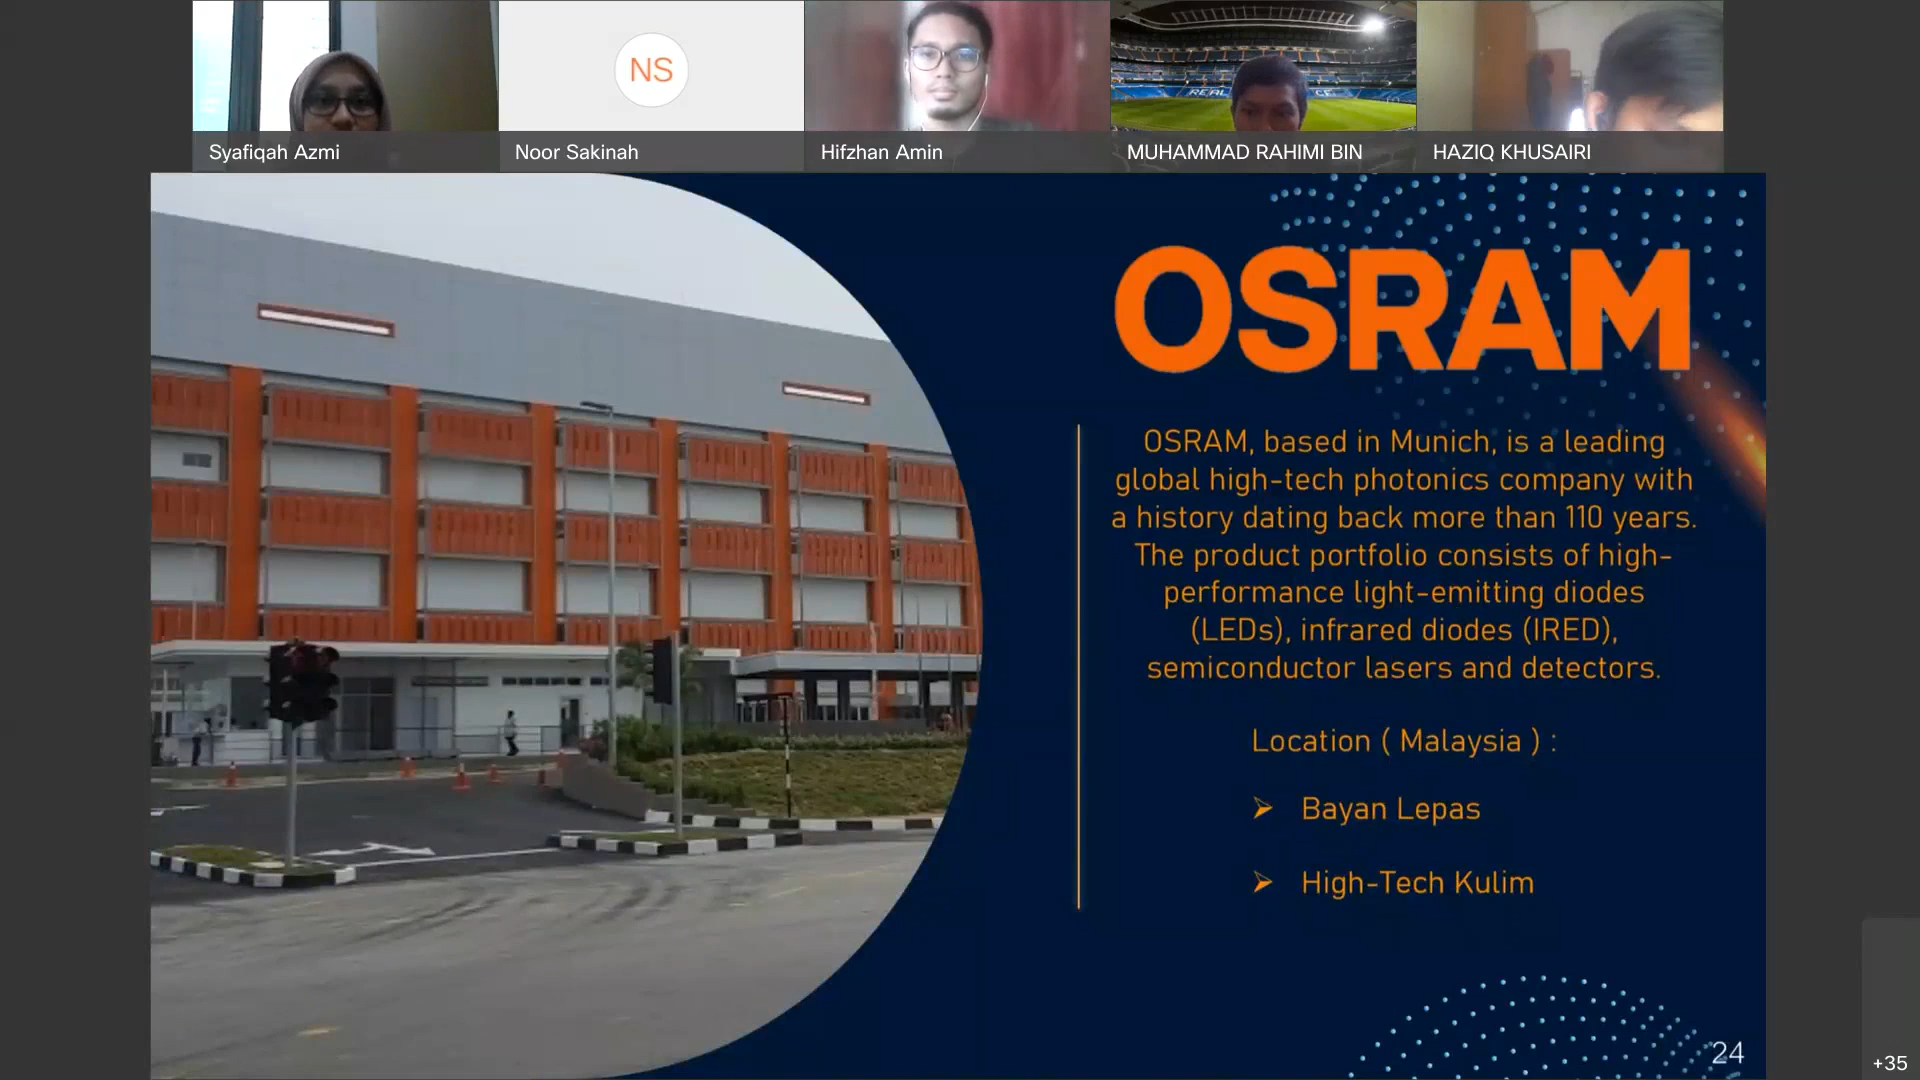 NS
Syafiqah Azmi
Noor Sakinah
Hifzhan Amin
REAL
CE
MUHAMMAD RAHIMI BIN
HAZIQ KHUSAIRI
OSRAM
OSRAM, based in Munich, is a leading
global high-tech photonics company with
a history dating back more than 110 years.
The product portfolio consists of high-
performance light-emitting diodes
(LEDs), infrared diodes (IRED),
semiconductor lasers and detectors.
Location ( Malaysia ) :
➢ Bayan Lepas
➢ High-Tech Kulim
24
+35